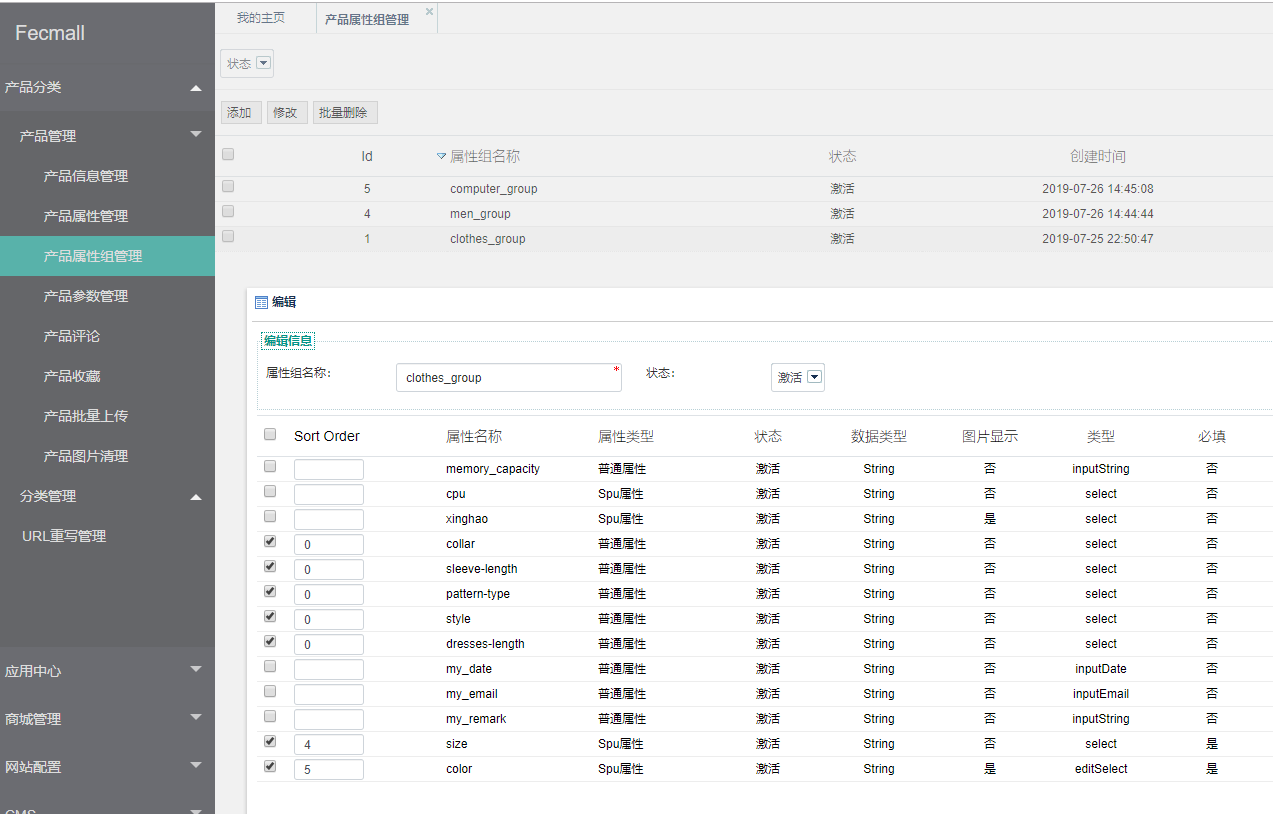 Fecmall
产品分类
产品管理
产品信息管理
产品属性管理
产品属性组管理
产品参数管理
产品评论
产品收藏
产品批量上传
产品图片清理
分类管理
URL重写管理
应用中心
商城管理
网站配置
CMS
我的主页 产品属性组管理
状态
添加 修改 批量删除
Id 属性组名称 状态 创建时间
5 computer_group 激活 2019-07-26 14:45:08
4 men_group 激活 2019-07-26 14:44:44
1 clothes_group 激活 2019-07-25 22:50:47
编辑
编辑信息
属性组名称： clothes_group * 状态： 激活
Sort Order 属性名称 属性类型 状态 数据类型 图片显示 类型 必填
memory_capacity 普通属性 激活 String 否 inputString 否
cpu Spu属性 激活 String 否 select 否
xinghao Spu属性 激活 String 是 select 否
0 collar 普通属性 激活 String 否 select 否
0 sleeve-length 普通属性 激活 String 否 select 否
0 pattern-type 普通属性 激活 String 否 select 否
0 style 普通属性 激活 String 否 select 否
0 dresses-length 普通属性 激活 String 否 select 否
my_date 普通属性 激活 String 否 inputDate 否
my_email 普通属性 激活 String 否 inputEmail 否
my_remark 普通属性 激活 String 否 inputString 否
4 size Spu属性 激活 String 否 select 是
5 color Spu属性 激活 String 是 editSelect 是